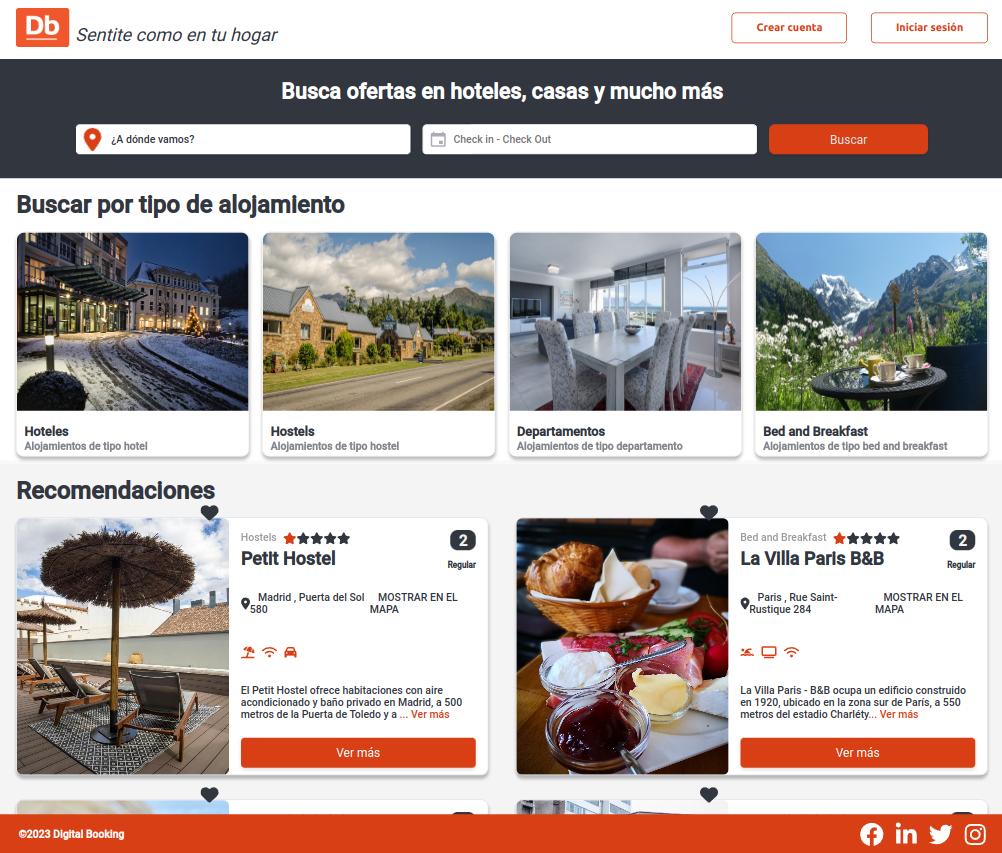 Db
Sentite como en tu hogar
Crear cuenta
Iniciar sesión
Busca ofertas en hoteles, casas y mucho más
¿A dónde vamos?
Check in - Check Out
Buscar
Buscar por tipo de alojamiento
Hoteles
Alojamientos de tipo hotel
Hostels
Alojamientos de tipo hostel
Departamentos
Alojamientos de tipo departamento
Bed and Breakfast
Alojamientos de tipo bed and breakfast
Recomendaciones
Hostels
2
Petit Hostel
Regular
Madrid , Puerta del Sol
580
MOSTRAR EN EL
MAPA
El Petit Hostel ofrece habitaciones con aire
acondicionado y baño privado en Madrid, a 500
metros de la Puerta de Toledo y a ... Ver más
Ver más
Bed and Breakfast
2
La Villa Paris B&B
Regular
Paris , Rue Saint-
Rustique 284
MOSTRAR EN EL
MAPA
La Villa Paris - B&B ocupa un edificio construido
en 1920, ubicado en la zona sur de París, a 550
metros del estadio Charléty... Ver más
Ver más
©2023 Digital Booking